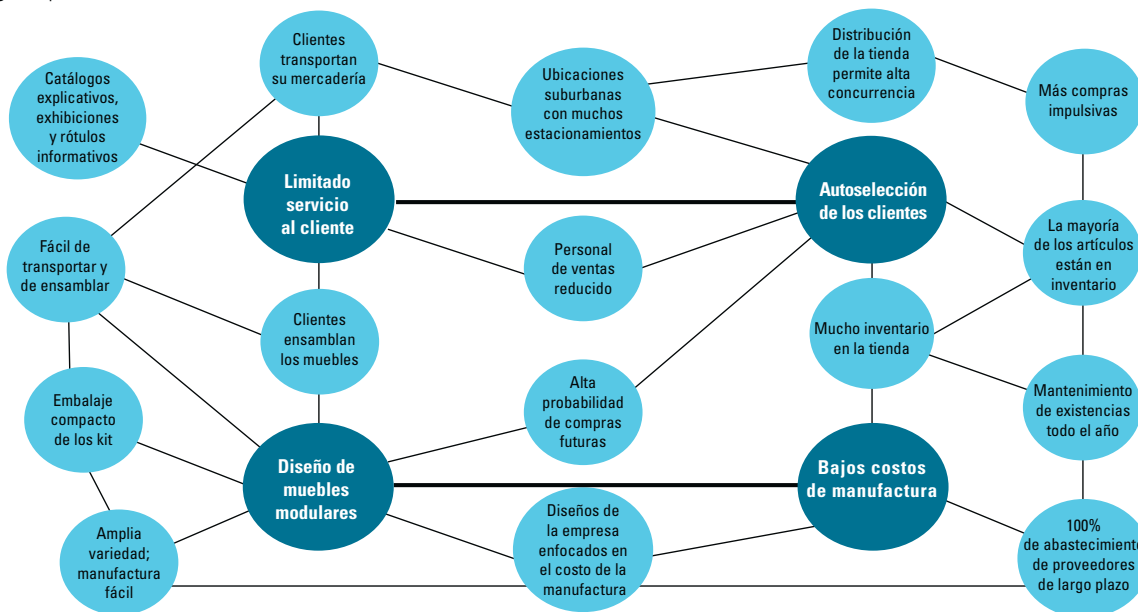 Clientes
transportan
su mercadería
Distribución
de la tienda
permite alta
concurrencia
Catálogos
explicativos,
exhibiciones
y rótulos
informativos
Ubicaciones
suburbanas
con muchos
estacionamientos
Más compras
impulsivas
Limitado
servicio
al cliente
Autoselección
de los clientes
Fácil de
transportar y
de ensamblar
Personal
de ventas
reducido
La mayoría
de los artículos
están en
inventario
Clientes
ensamblan
los muebles
Mucho inventario
en la tienda
Embalaje
compacto
de los kit
Alta
probabilidad
de compras
futuras
Mantenimiento
de existencias
todo el año
Diseño de
muebles
modulares
Bajos costos
de manufactura
Amplia
variedad;
manufactura
fácil
Diseños de
la empresa
enfocados en
el costo de la
manufactura
100%
de abastecimiento
de proveedores
de largo plazo